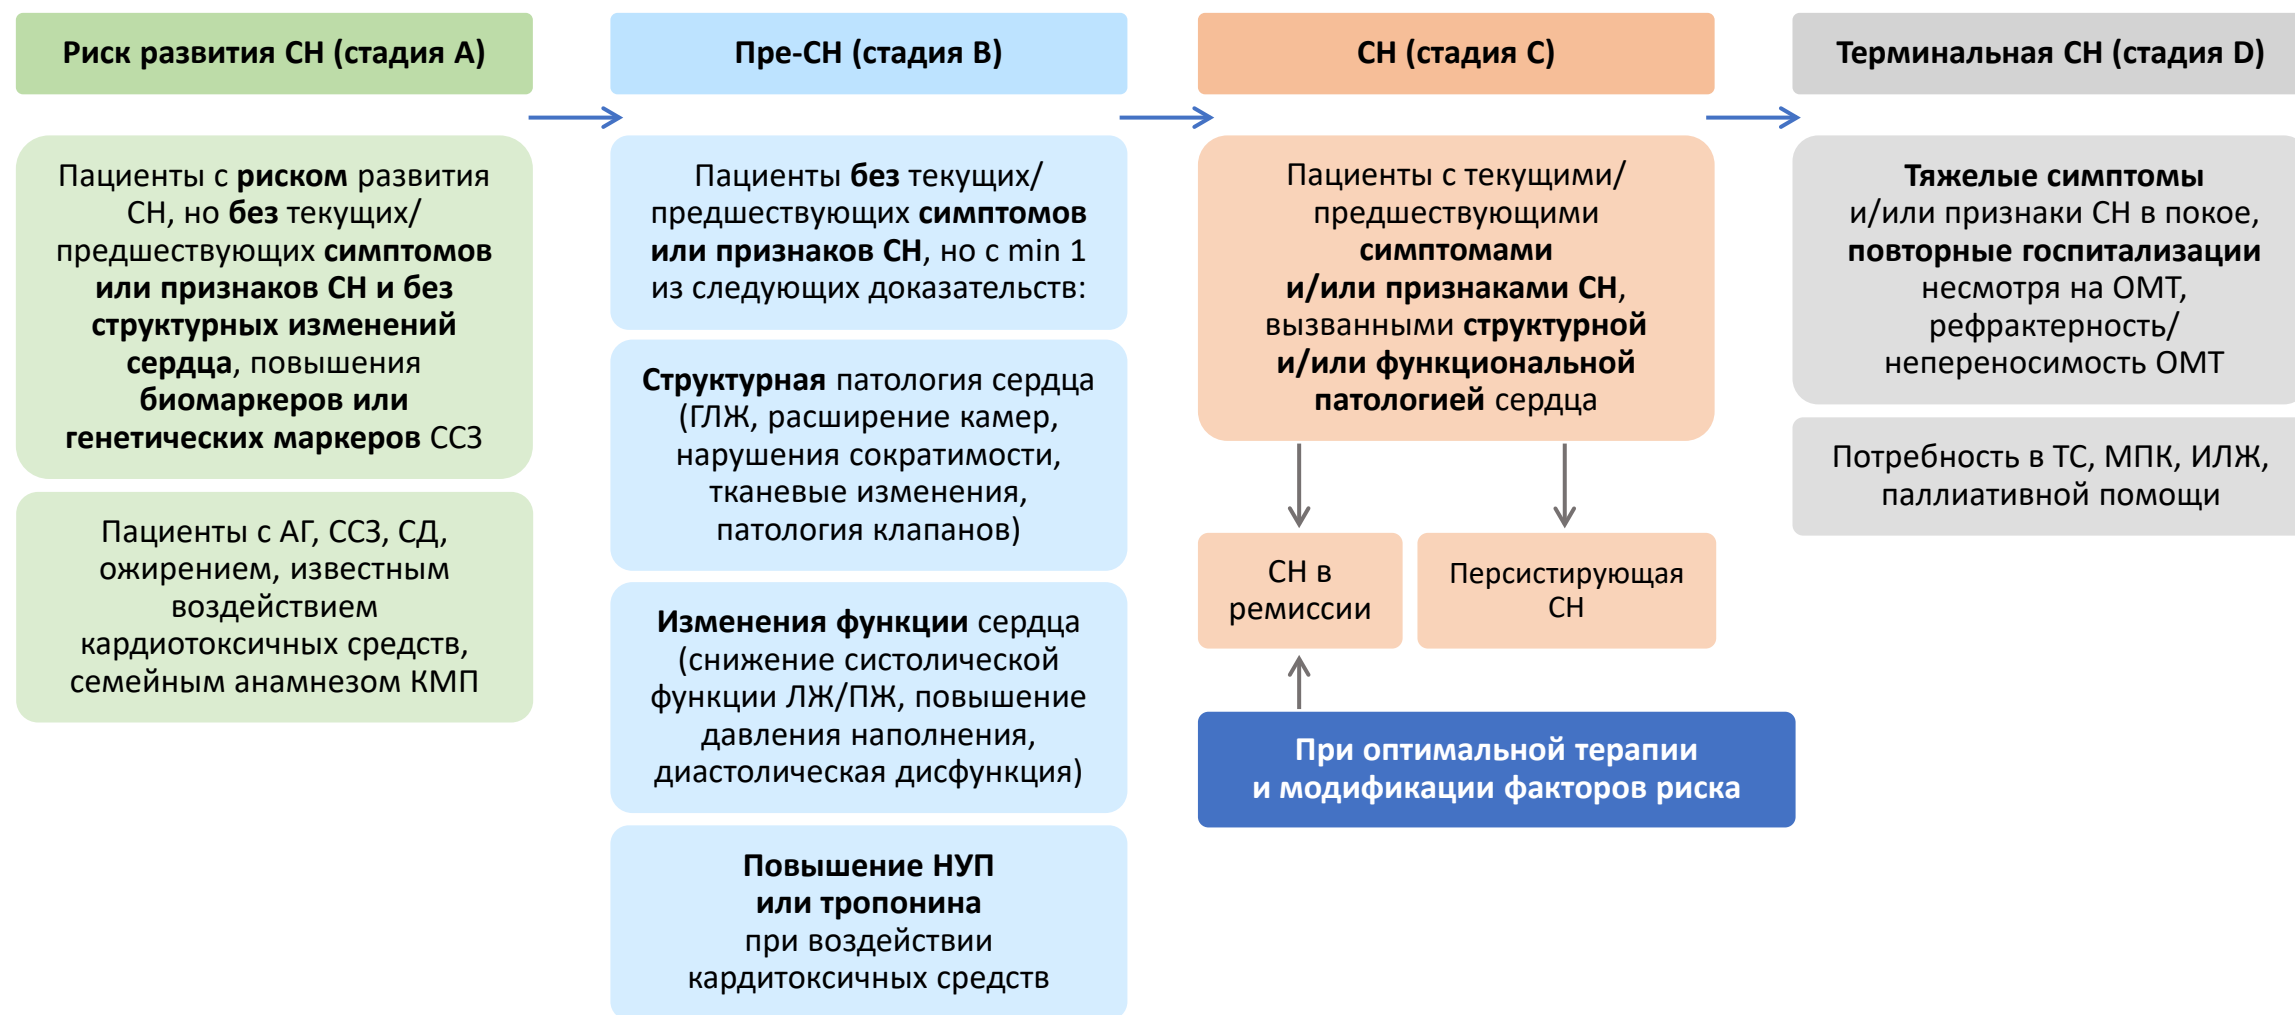 Риск развития СН (стадия А)
Пациенты с риском развития
СН, но без текущих/
предшествующих симптомов
или признаков СН и без
структурных изменений
сердца, повышения
биомаркеров или
генетических маркеров ССЗ
Пациенты с АГ, ССЗ, СД,
ожирением, известным
воздействием
кардиотоксичных средств,
семейным анамнезом КМП
Пре-СН (стадия В)
Пациенты без текущих/
предшествующих симптомов
или признаков СН, но с min 1
из следующих доказательств:
Структурная патология сердца
(ГЛЖ, расширение камер,
нарушения сократимости,
тканевые изменения,
патология клапанов)
Изменения функции сердца
(снижение систолической
функции ЛЖ/ПЖ, повышение
давления наполнения,
диастолическая дисфункция)
Повышение НУП
или тропонина
при воздействии
кардитоксичных средств
СН (стадия С)
Пациенты с текущими/
предшествующими
симптомами
и/или признаками СН,
вызванными структурной
и/или функциональной
патологией сердца
СН в
ремиссии
Персистирующая
СН
При оптимальной терапии
и модификации факторов риска
Терминальная СН (стадия D)
Тяжелые симптомы
и/или признаки СН в покое,
повторные госпитализации
несмотря на ОМТ,
рефрактерность/
непереносимость ОМТ
Потребность в ТС, МПК, ИЛЖ,
паллиативной помощи